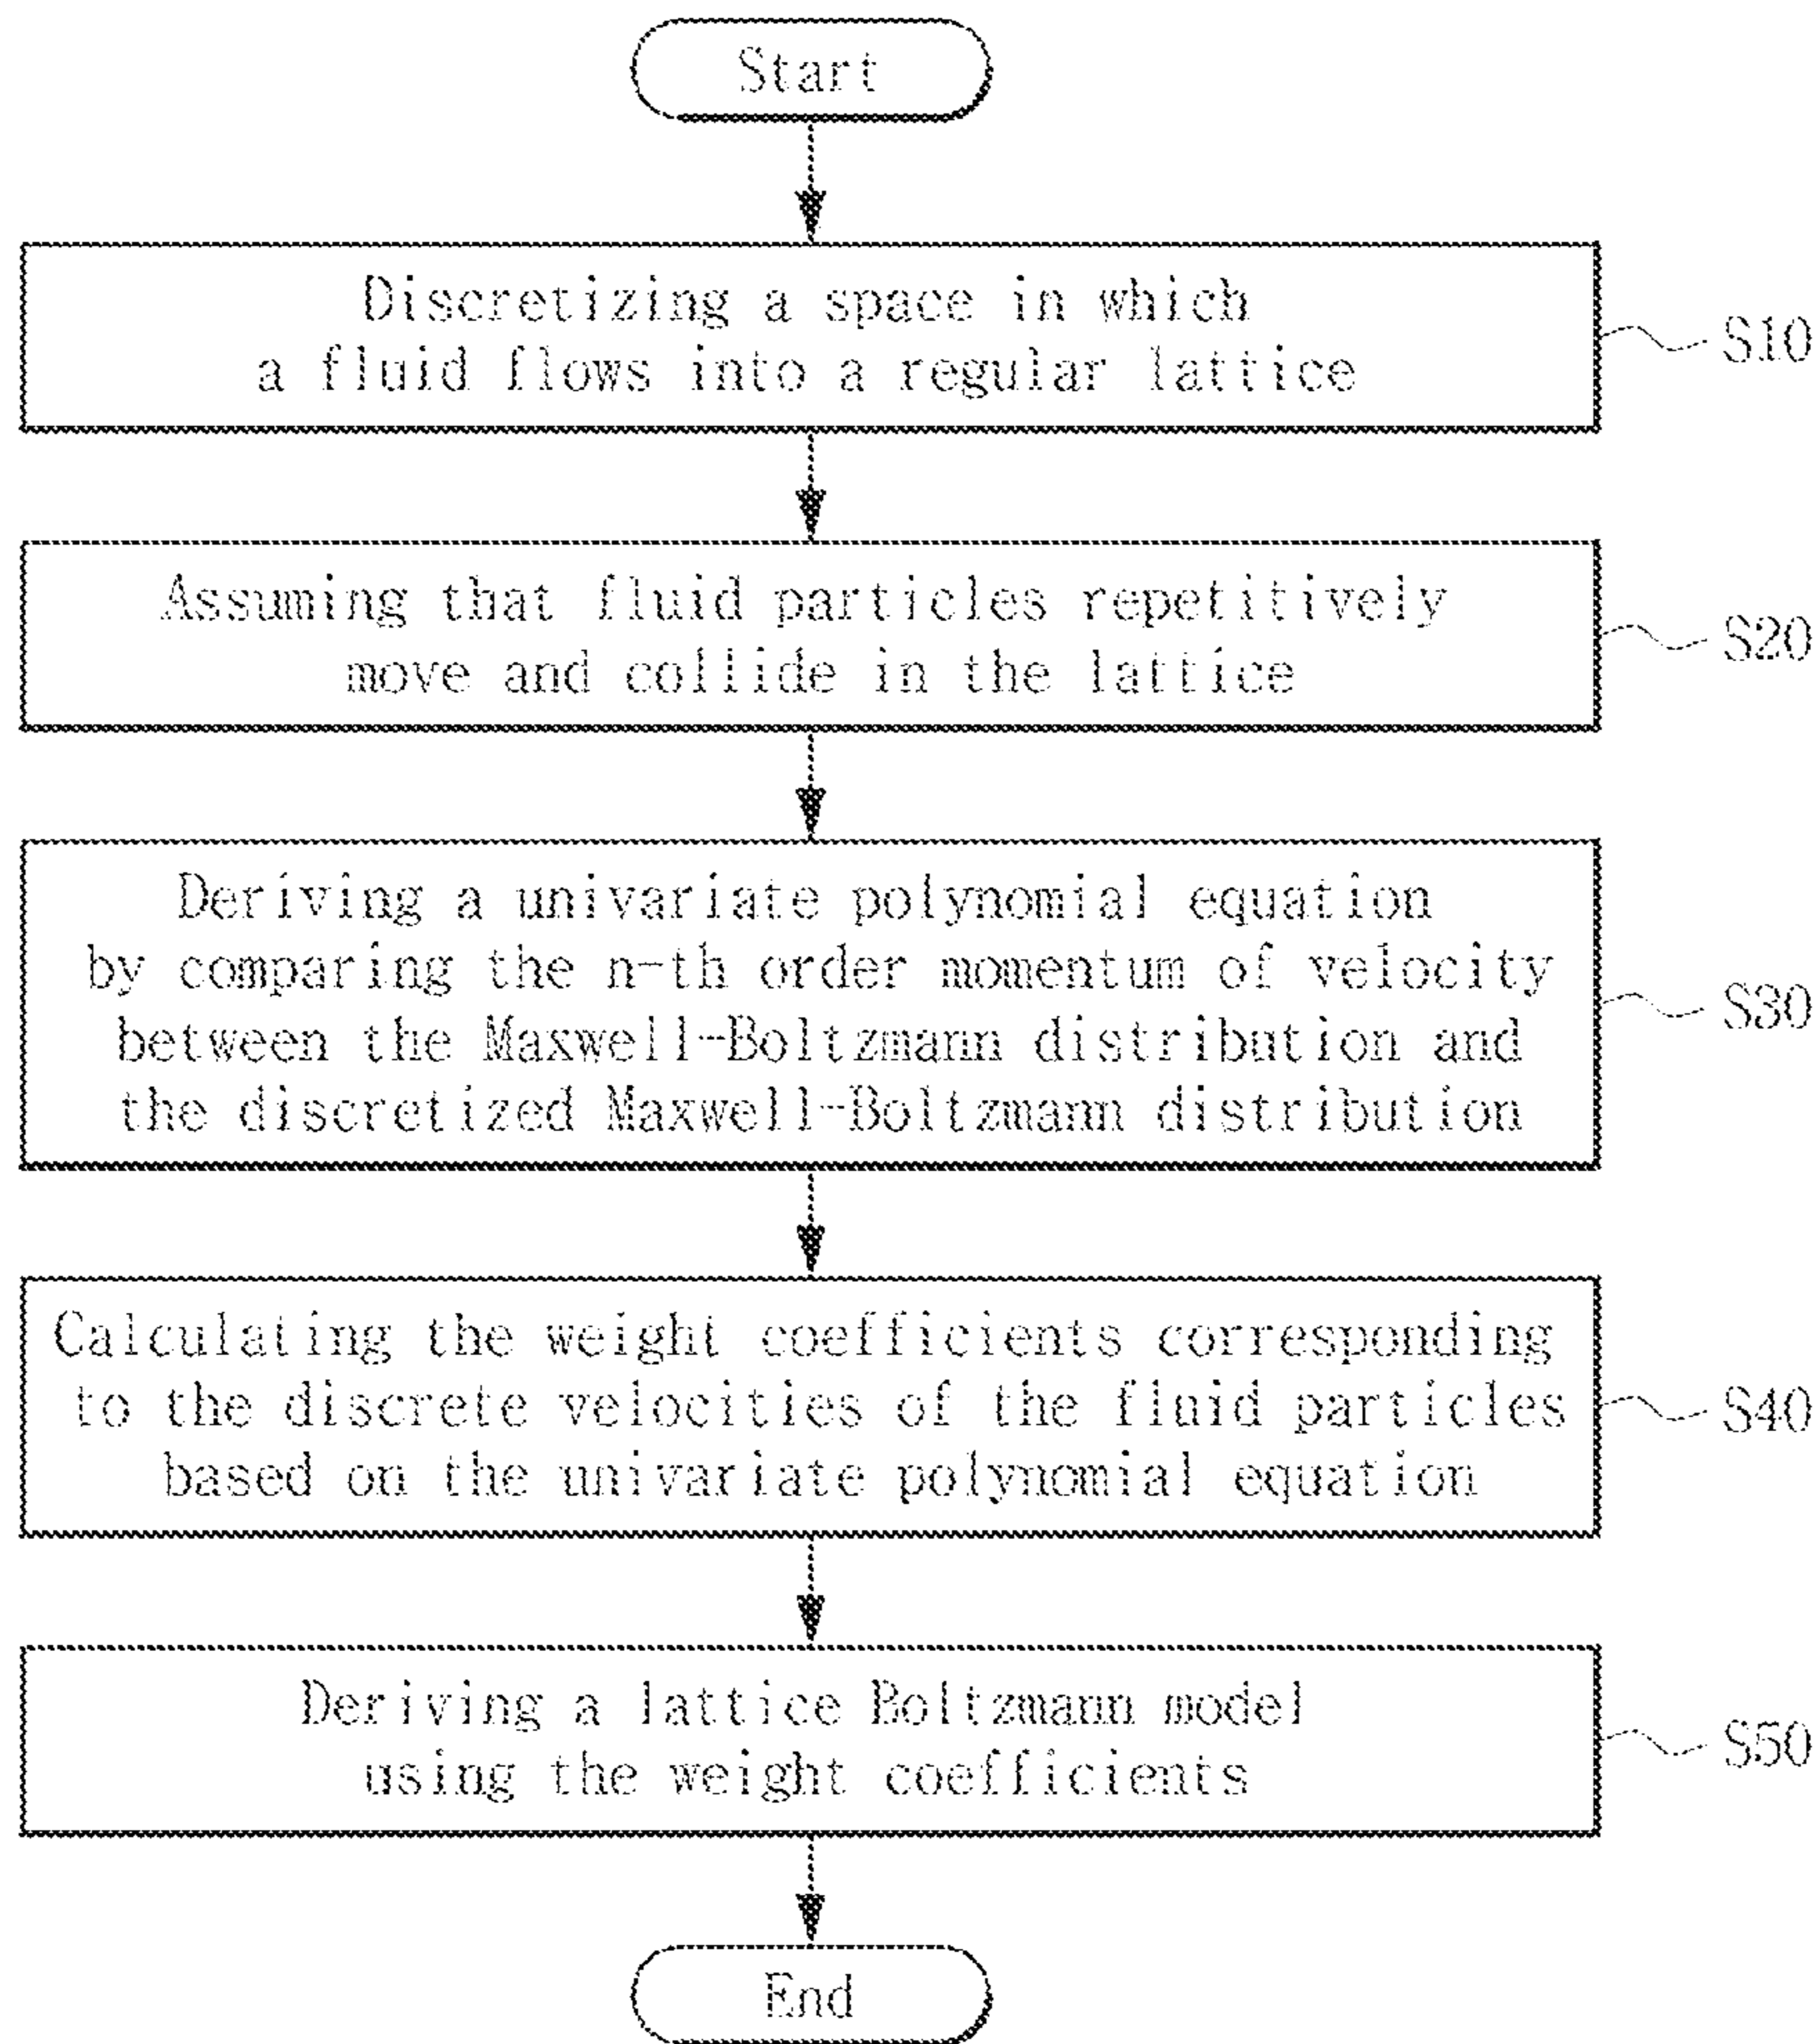 Start
Discretizing a space in which
a fluid flows into a regular lattice
S10
Assuming that fluid particles repetitively
move and collide in the lattice
S20
Deriving a univariate polynomial equation
by comparing the n-th order momentum of velocity
between the Maxwell-Boltzmann distribution and
the discretized Maxwell-Boltzmann distribution
S30
Calculating the weight coefficients corresponding
to the discrete velocities of the fluid particles
based on the univariate polynomial equation
S40
Deriving a lattice Boltzmann model
using the weight coefficients
S50
End